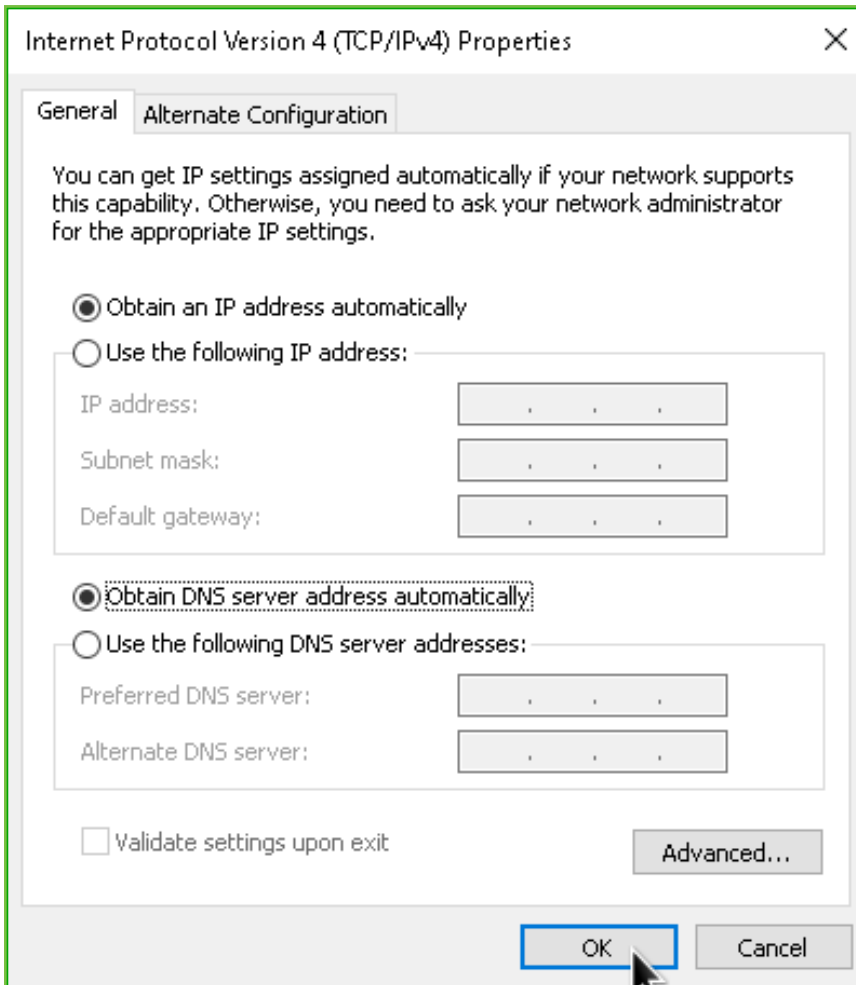 Internet Protocol Version 4 (TCP/IPv4) Properties
General
Alternate Configuration
You can get IP settings assigned automatically if your network supports
this capability. Otherwise, you need to ask your network administrator
for the appropriate IP settings.
Obtain an IP address automatically
Use the following IP address:
IP address:
Subnet mask:
Default gateway:
Obtain DNS server address automatically
Use the following DNS server addresses:
Preferred DNS server:
Alternate DNS server:
Validate settings upon exit
Advanced...
OK
Cancel